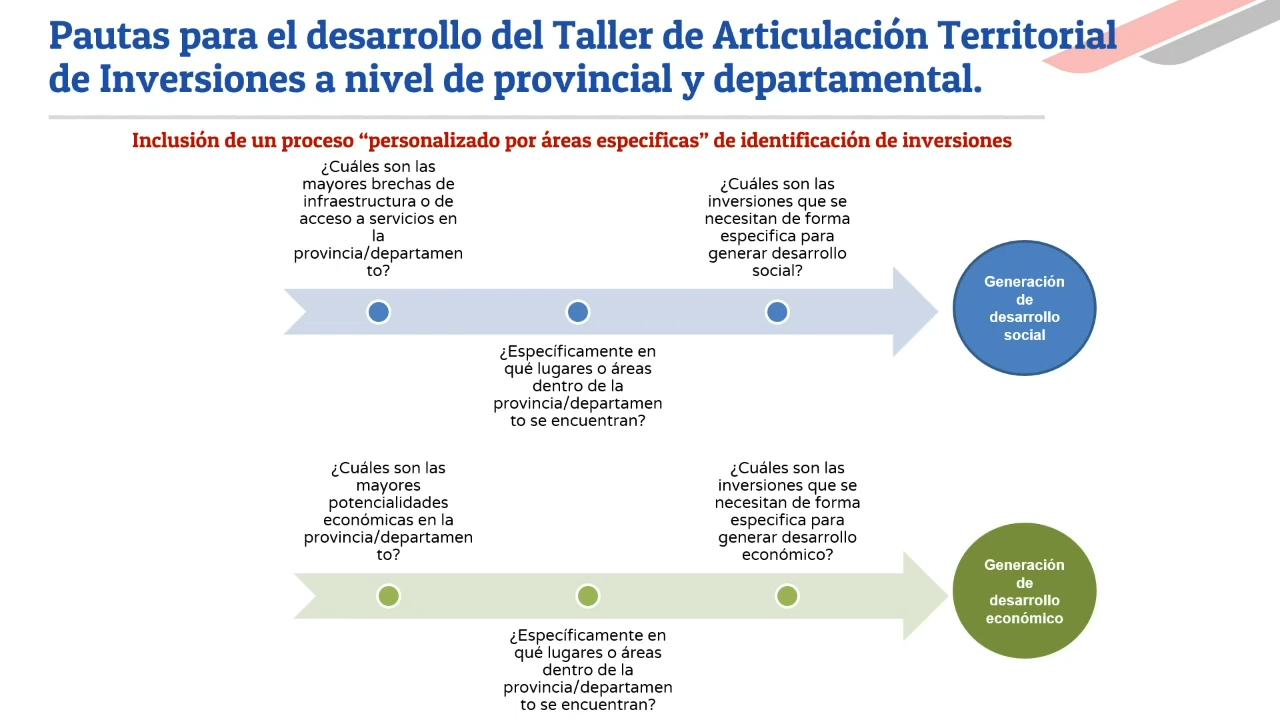 Pautas para el desarrollo del Taller de Articulación Territorial
de Inversiones a nivel de provincial y departamental.
Inclusión de un proceso “personalizado por áreas especificas” de identificación de inversiones
¿Cuáles son las
mayores brechas de
infraestructura o de
acceso a servicios en
la
provincia/departamen
to?
¿Específicamente en
qué lugares o áreas
dentro de la
provincia/departamen
to se encuentran?
¿Cuáles son las
inversiones que se
necesitan de forma
especifica para
generar desarrollo
social?
Generación
de
desarrollo
social
¿Cuáles son las
mayores
potencialidades
económicas en la
provincia/departamen
to?
¿Específicamente en
qué lugares o áreas
dentro de la
provincia/departamen
to se encuentran?
¿Cuáles son las
inversiones que se
necesitan de forma
especifica para
generar desarrollo
económico?
Generación
de
desarrollo
económico